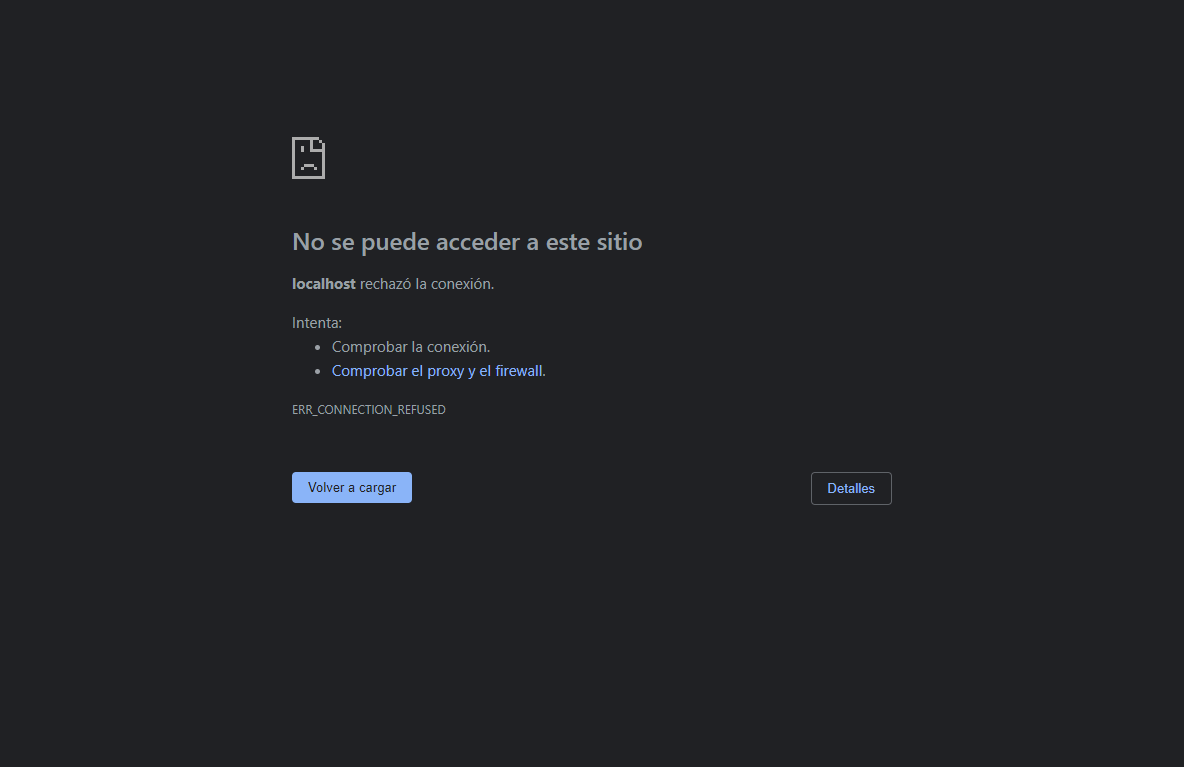 No se puede acceder a este sitio
localhost rechazó la conexión.
Intenta:
Comprobar la conexión.
Comprobar el proxy y el firewall.
ERR_CONNECTION_REFUSED
Volver a cargar
Detalles